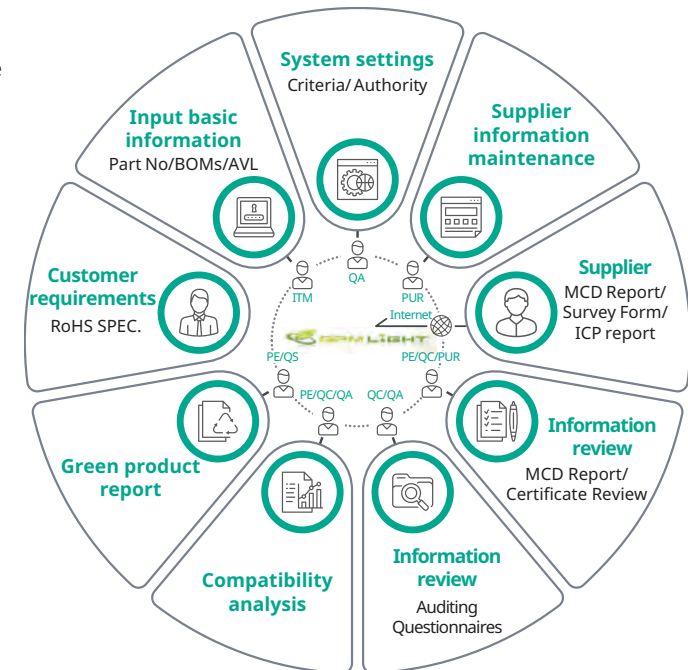 System settings
Criteria/ Authority
Supplier
information
maintenance
Supplier
MCD Report/
Survey Form/
ICP report
Information
review
MCD Report/
Certificate Review
Information
review
Auditing
Questionnaires
Compatibility
analysis
Green product
report
Customer
requirements
RoHS SPEC.
Input basic
information
Part No/BOMs/AVL
QA
PUR
Internet
PE/QC/PUR
QC/QA
PE/QC/QA
PE/QS
ITM
GPMLIGHT
e